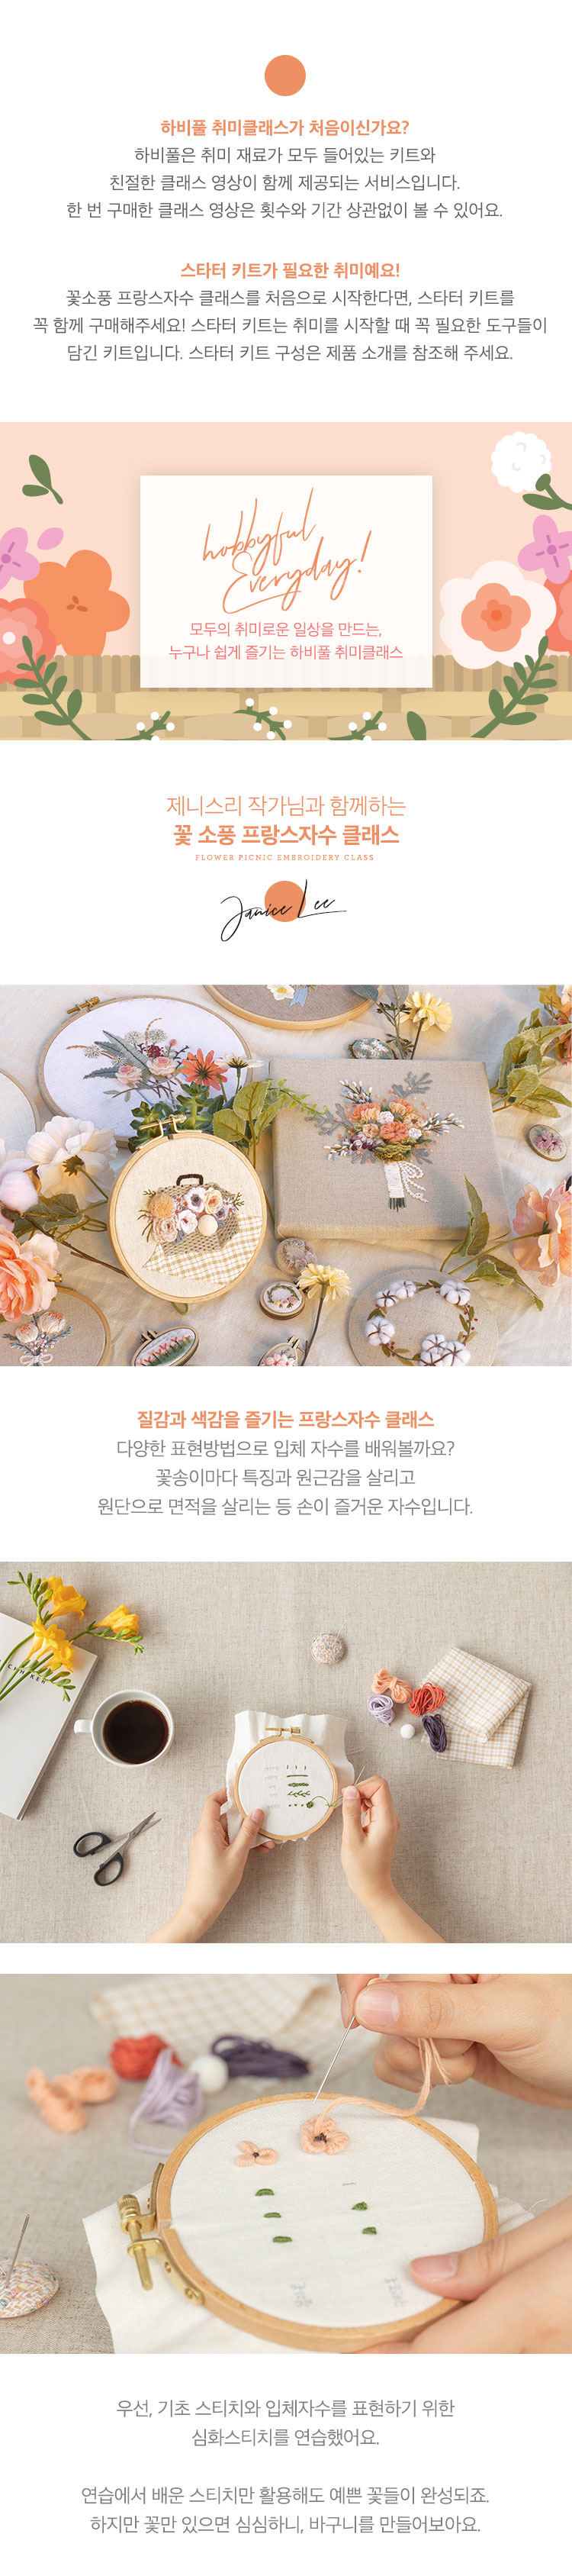 하비풀 취미클래스가 처음이신가요?
하비풀은 취미 재료가 모두 들어있는 키트와
친절한 클래스 영상이 함께 제공되는 서비스입니다.
한 번 구매한 클래스 영상은 횟수와 기간 상관없이 볼 수 있어요.
스타터 키트가 필요한 취미예요!
꽃소풍 프랑스자수 클래스를 처음으로 시작한다면, 스타터 키트를
꼭 함께 구매해주세요! 스타터 키트는 취미를 시작할 때 꼭 필요한 도구들이
담긴 키트입니다. 스타터 키트 구성은 제품 소개를 참조해 주세요.
hobbyful
Everyday!
모두의 취미로운 일상을 만드는,
누구나 쉽게 즐기는 하비풀 취미클래스
제니스리 작가님과 함께하는
꽃 소풍 프랑스자수 클래스
FLOWER PICNIC EMBROIDERY CLASS
Janice Lee
질감과 색감을 즐기는 프랑스자수 클래스
다양한 표현방법으로 입체 자수를 배워볼까요?
꽃송이마다 특징과 원근감을 살리고
원단으로 면적을 살리는 등 손이 즐거운 자수입니다.
우선, 기초 스티치와 입체자수를 표현하기 위한
심화스티치를 연습했어요.
연습에서 배운 스티치만 활용해도 예쁜 꽃들이 완성되죠.
하지만 꽃만 있으면 심심하니, 바구니를 만들어보아요.